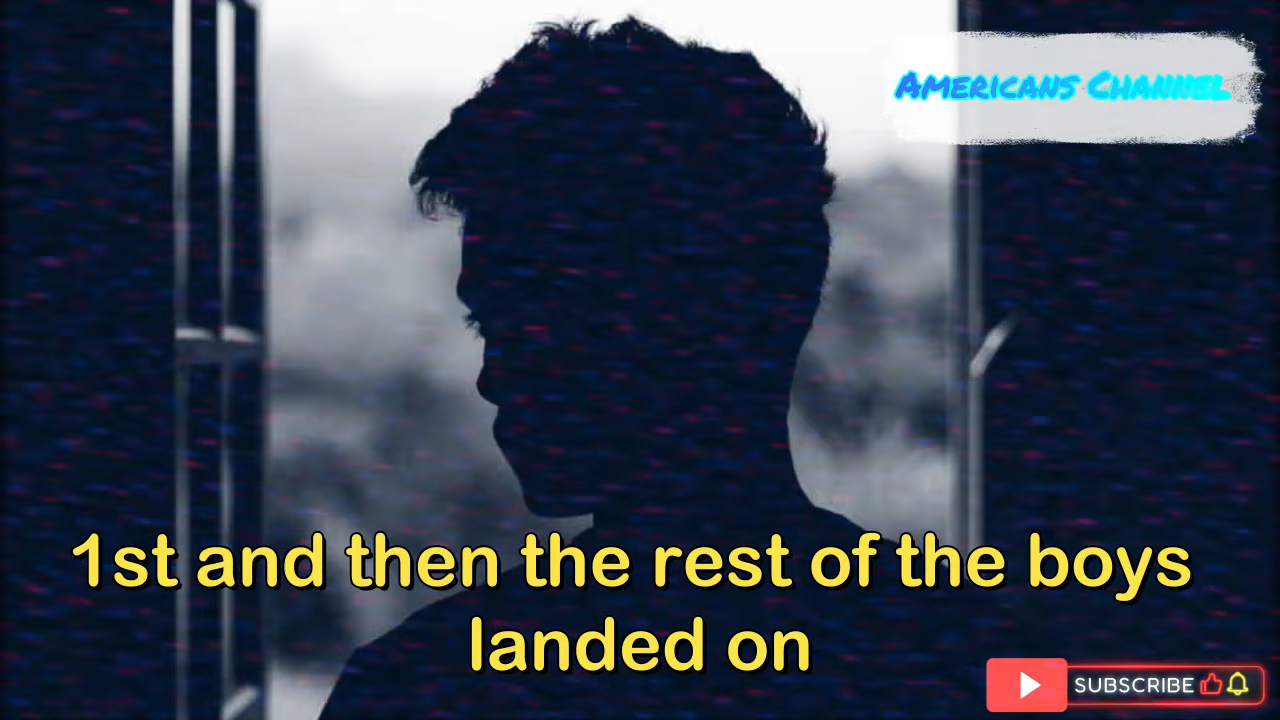 Americans Channel
1st and then the rest of the boys
landed on
SUBSCRIBE